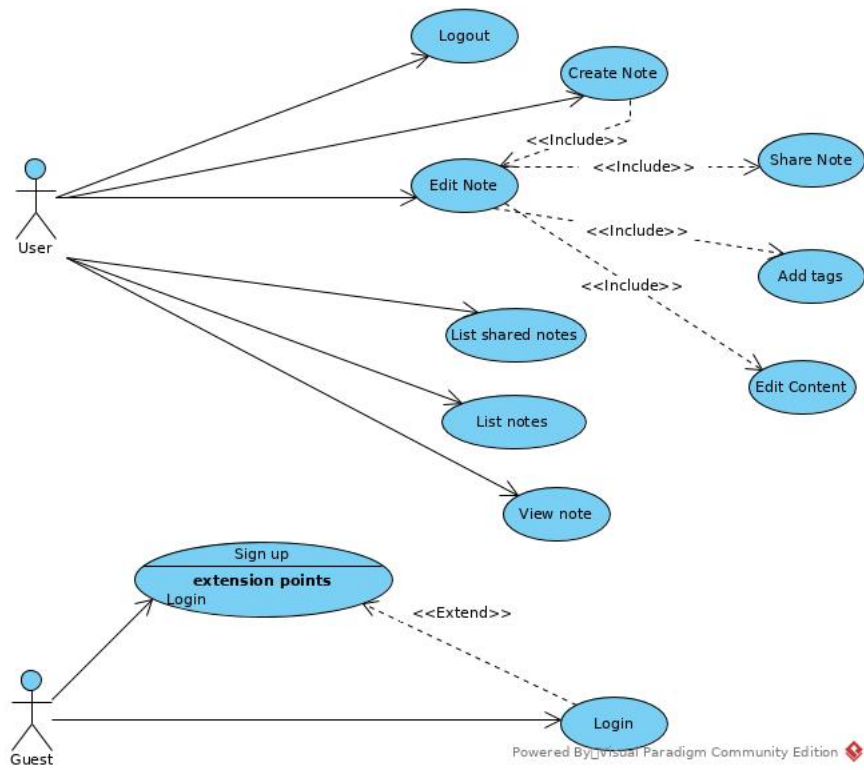 Logout
Create Note
<<Include>>
Share Note
<<Include>>
Edit Note
User
<<Include>>
Add tags
<<Include>>
List shared notes
Edit Content
List notes
View note
Sign up
extension points
Login
<<Extend>>
Login
Guest
Powered By Visual Paradigm Community Edition